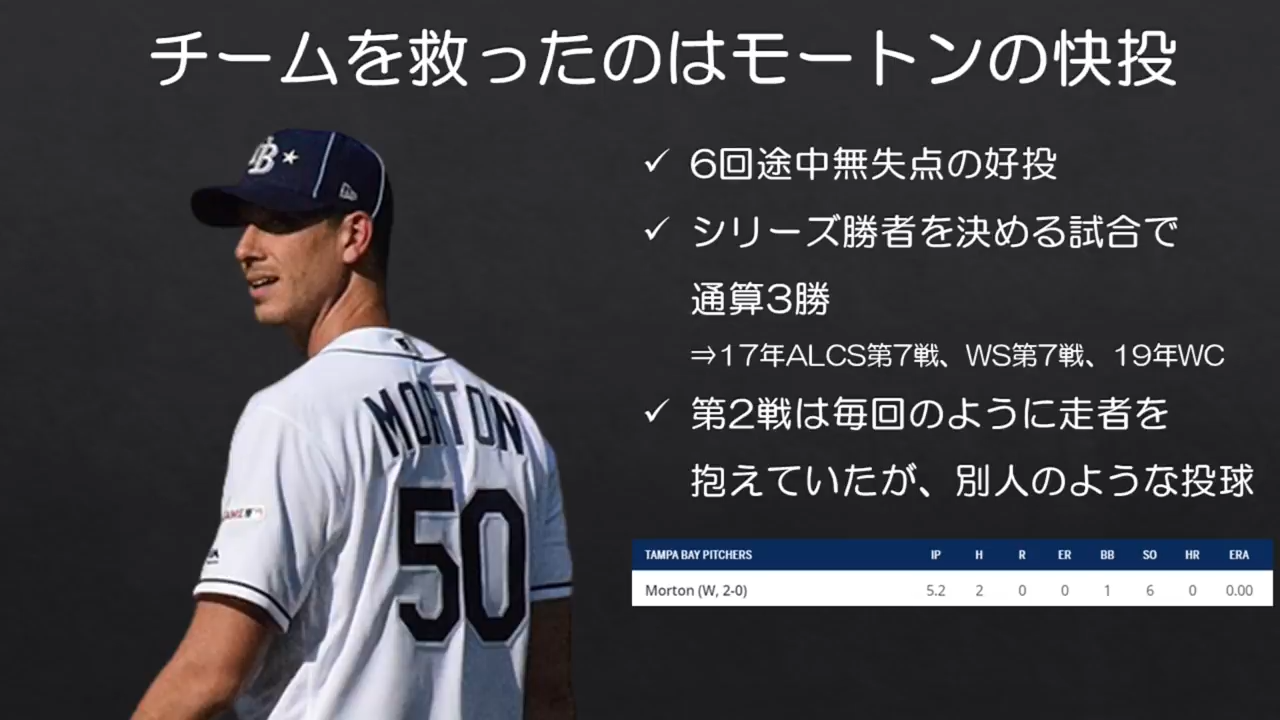 チームを救ったのはモートンの快投
✓ 6回途中無失点の好投
✓ シリーズ勝者を決める試合で
通算3勝
⇒17年ALCS第7戦、WS第7戦、19年WC
✓ 第2戦は毎回のように走者を
抱えていたが、別人のような投球
TB
MORTON
50
TAMPA BAY PITCHERS IP H R ER BB SO HR ERA
Morton (W, 2-0) 5.2 2 0 0 1 6 0 0.00